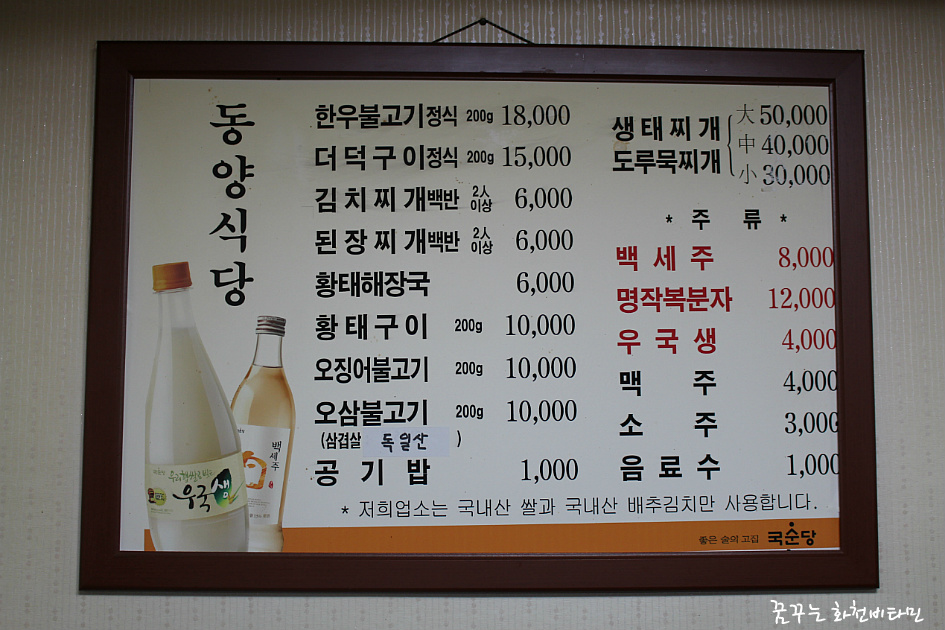 동양식당
한우불고기정식 200g 18,000
더덕구이정식 200g 15,000
김치찌개백반 2人이상 6,000
된장찌개백반 2人이상 6,000
황태해장국 6,000
황태구이 200g 10,000
오징어불고기 200g 10,000
오삼불고기 200g 10,000
(삼겹살 독일산 )
공기밥 1,000
생태찌개 大 50,000
도루묵찌개 中 40,000
小 30,000
* 주 류 *
백세주 8,000
명작복분자 12,000
우국생 4,000
맥주 4,000
소주 3,000
음료수 1,000
* 저희업소는 국내산 쌀과 국내산 배추김치만 사용합니다.
우국생
백세주
좋은 술의 고집 국순당
꿈꾸는 화천비타민